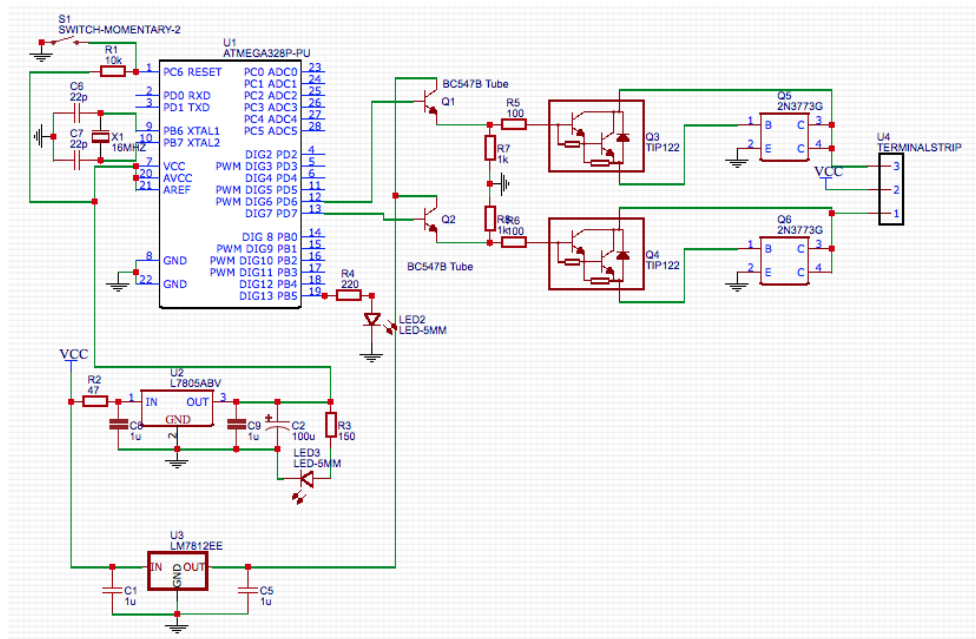 S1
SWITCH-MOMENTARY-2
R1
10k
C6
22p
C7
22p
X1
16MHZ
U1
ATMEGA328P-PU
1 PC6 RESET
2 PD0 RXD
3 PD1 TXD
9 PB6 XTAL1
10 PB7 XTAL2
7 VCC
20 AVCC
21 AREF
8 GND
22 GND
PC0 ADC0 23
PC1 ADC1 24
PC2 ADC2 25
PC3 ADC3 26
PC4 ADC4 27
PC5 ADC5 28
DIG2 PD2 4
PWM DIG3 PD3 5
DIG4 PD4 6
PWM DIG5 PD5 11
PWM DIG6 PD6 12
DIG7 PD7 13
DIG 8 PB0 14
PWM DIG9 PB1 15
PWM DIG10 PB2 16
PWM DIG11 PB3 17
DIG12 PB4 18
DIG13 PB5 19
R4
220
LED2
LED-5MM
BC547B Tube
Q1
Q2
BC547B Tube
R5
100
R7
1k
R8
1k
R6
100
Q3
TIP122
Q4
TIP122
Q5
2N3773G
1 B C 3
2 E C 4
Q6
2N3773G
1 B C 3
2 E C 4
U4
TERMINALSTRIP
VCC
3
2
1
VCC
R2
47
U2
L7805ABV
1 IN OUT 3
GND
2
C8
1u
C9
1u
C2
100u
R3
150
LED3
LED-5MM
U3
LM7812EE
IN OUT
GND
C1
1u
C5
1u